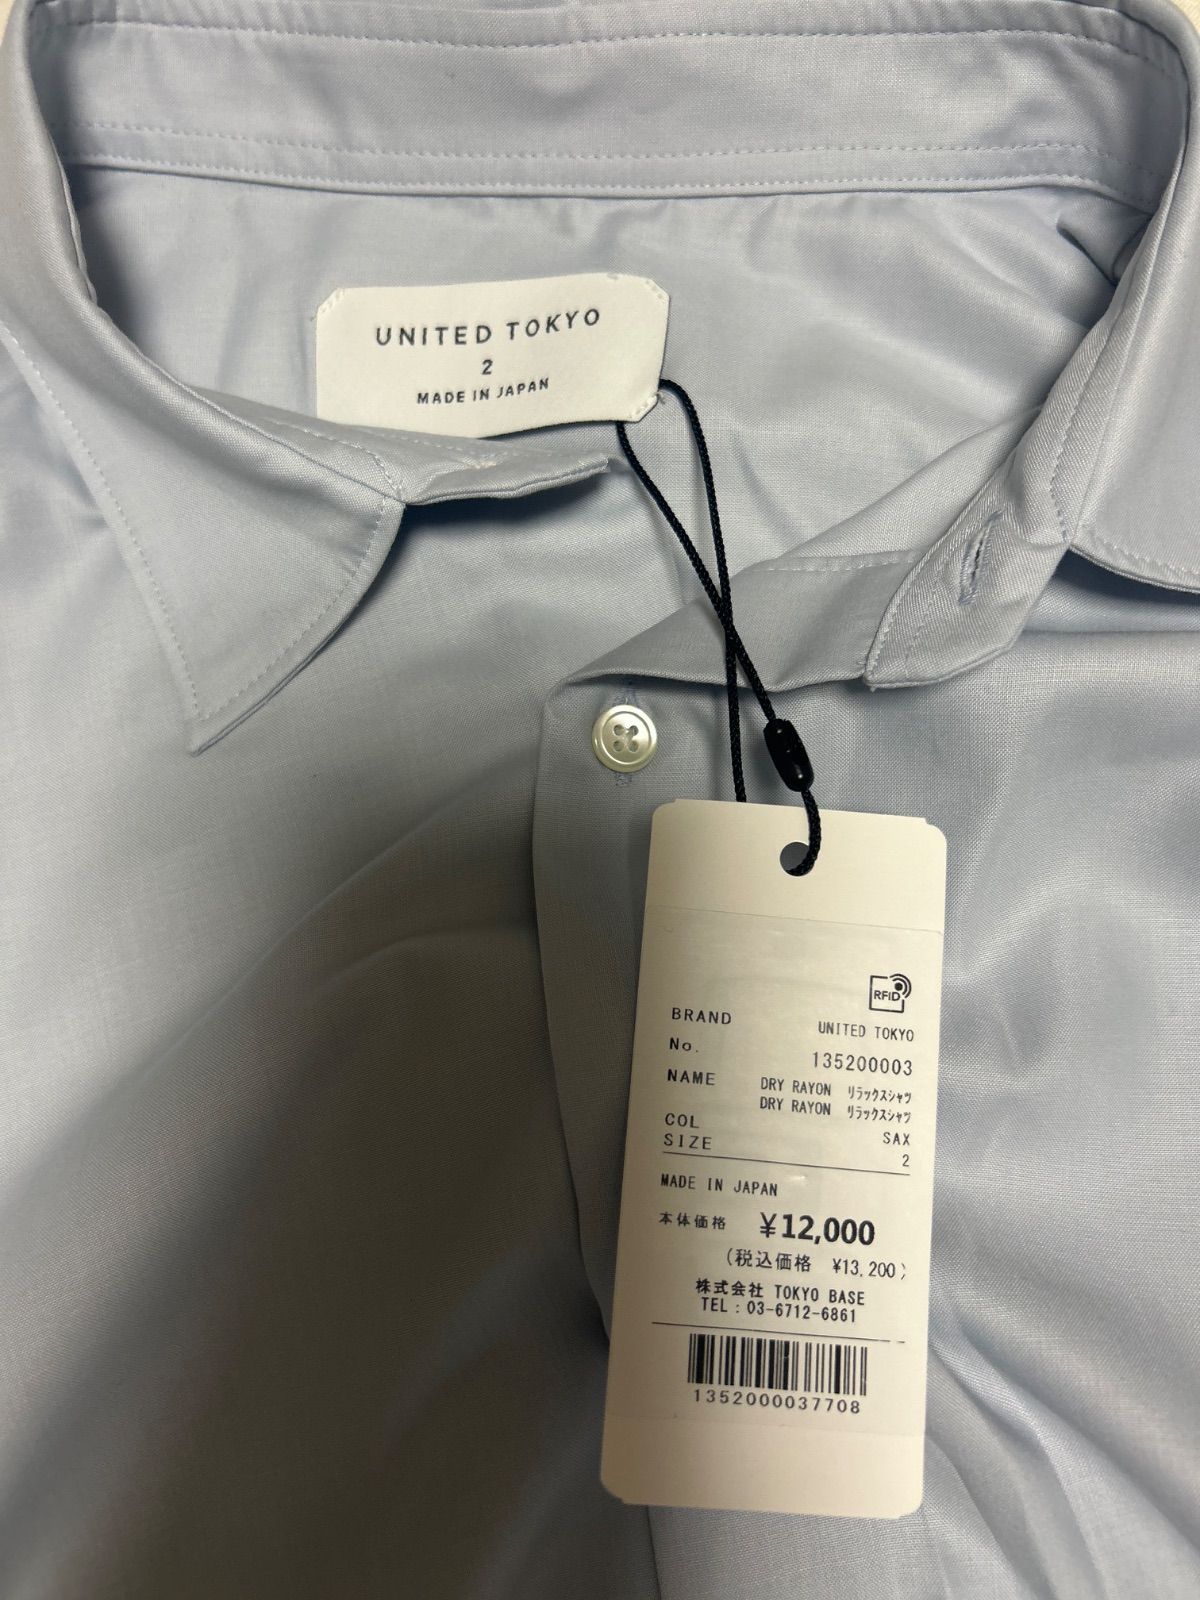 UNITED TOKYO
2
MADE IN JAPAN
RFID
BRAND UNITED TOKYO
No. 135200003
NAME DRY RAYON リラックスシャツ
DRY RAYON リラックスシャツ
COL SAX
SIZE 2
MADE IN JAPAN
本体価格 ¥12,000
(税込価格 ¥13,200)
株式会社 TOKYO BASE
TEL : 03-6712-6861
1352000037708